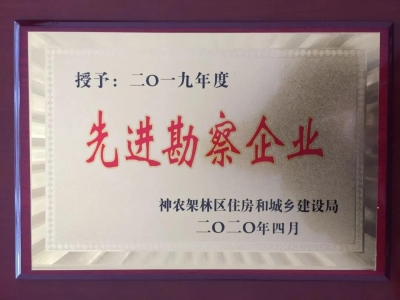 授予：二〇一九年度
先进勘察企业
神农架林区住房和城乡建设局
二〇二〇年四月